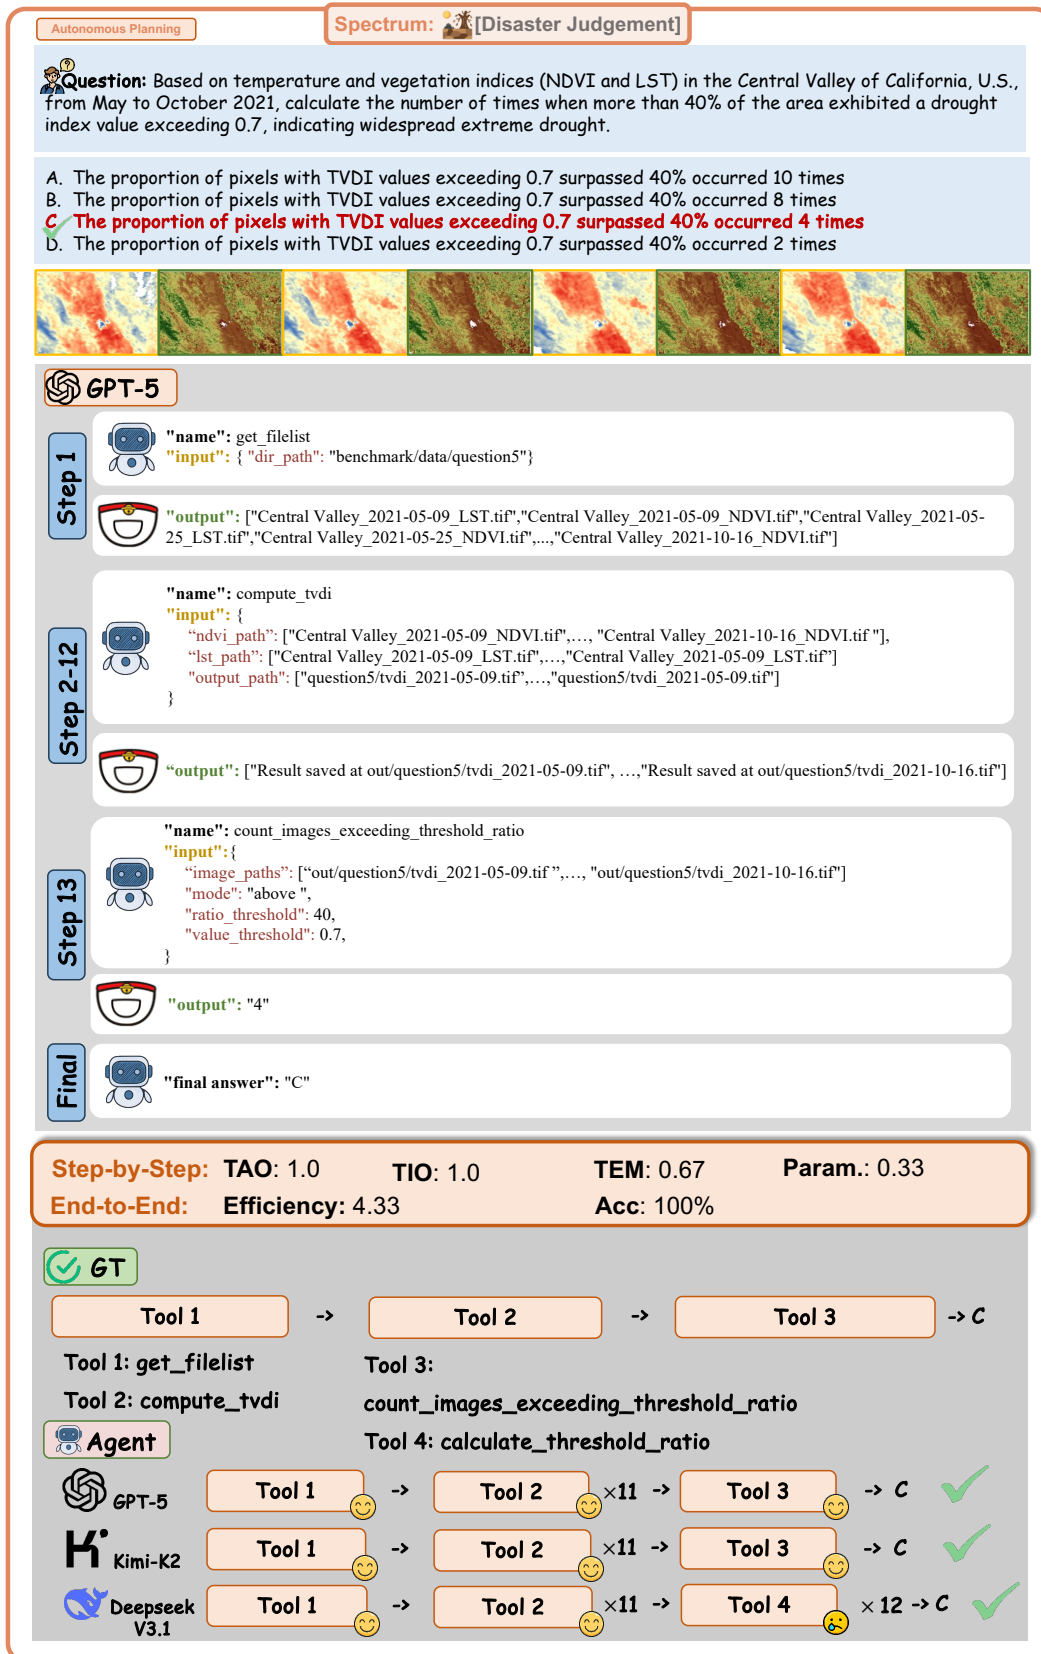 Autonomous Planning
Spectrum: [Disaster Judgement]
Question: Based on temperature and vegetation indices (NDVI and LST) in the Central Valley of California, U.S.,
from May to October 2021, calculate the number of times when more than 40% of the area exhibited a drought
index value exceeding 0.7, indicating widespread extreme drought.
A. The proportion of pixels with TVDI values exceeding 0.7 surpassed 40% occurred 10 times
B. The proportion of pixels with TVDI values exceeding 0.7 surpassed 40% occurred 8 times
C. The proportion of pixels with TVDI values exceeding 0.7 surpassed 40% occurred 4 times
D. The proportion of pixels with TVDI values exceeding 0.7 surpassed 40% occurred 2 times
GPT-5
Step 1
"name": get_filelist
"input": { "dir_path": "benchmark/data/question5"}
"output": ["Central Valley_2021-05-09_LST.tif","Central Valley_2021-05-09_NDVI.tif","Central Valley_2021-05-
25_LST.tif","Central Valley_2021-05-25_NDVI.tif",...,"Central Valley_2021-10-16_NDVI.tif"]
Step 2-12
"name": compute_tvdi
"input": {
“ndvi_path”: ["Central Valley_2021-05-09_NDVI.tif",…, "Central Valley_2021-10-16_NDVI.tif "],
“lst_path”: ["Central Valley_2021-05-09_LST.tif",…,"Central Valley_2021-05-09_LST.tif”]
"output_path": ["question5/tvdi_2021-05-09.tif”,…,"question5/tvdi_2021-05-09.tif"]
}
“output": ["Result saved at out/question5/tvdi_2021-05-09.tif", …,"Result saved at out/question5/tvdi_2021-10-16.tif"]
Step 13
"name": count_images_exceeding_threshold_ratio
"input":{
“image_paths”: [“out/question5/tvdi_2021-05-09.tif ”,…, "out/question5/tvdi_2021-10-16.tif"]
"mode": "above ",
"ratio_threshold": 40,
"value_threshold": 0.7,
}
"output": "4"
Final
"final answer": "C"
Step-by-Step: TAO: 1.0 TIO: 1.0 TEM: 0.67 Param.: 0.33
End-to-End: Efficiency: 4.33 Acc: 100%
GT
Tool 1 -> Tool 2 -> Tool 3 -> C
Tool 1: get_filelist
Tool 2: compute_tvdi
Tool 3:
count_images_exceeding_threshold_ratio
Tool 4: calculate_threshold_ratio
Agent
GPT-5 Tool 1 -> Tool 2 ×11 -> Tool 3 -> C
Kimi-K2 Tool 1 -> Tool 2 ×11 -> Tool 3 -> C
Deepseek V3.1 Tool 1 -> Tool 2 ×11 -> Tool 4 × 12 -> C